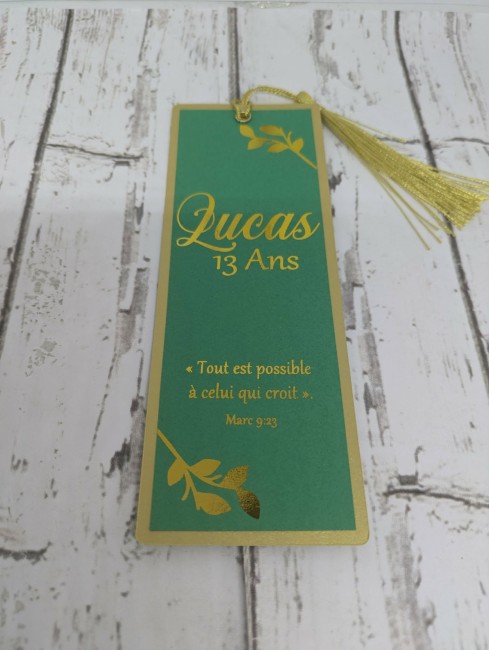 Lucas
13 Ans
« Tout est possible
à celui qui croit ».
Marc 9:23